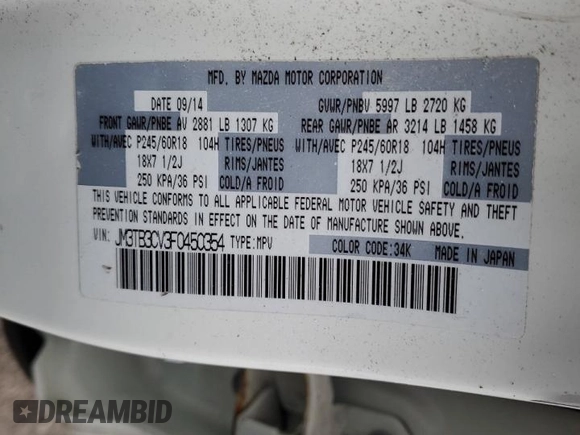 MFD. BY MAZDA MOTOR CORPORATION
DATE 09/14 GVWR/PNBV 5997 LB 2720 KG
FRONT GAWR/PNBE AV 2881 LB 1307 KG REAR GAWR/PNBE AR 3214 LB 1458 KG
WITH/AVEC P245/60R18 104H TIRES/PNEUS WITH/AVEC P245/60R18 104H TIRES/PNEUS
18X7 1/2J RIMS/JANTES 18X7 1/2J RIMS/JANTES
250 KPA/36 PSI COLD/A FROID 250 KPA/36 PSI COLD/A FROID
THIS VEHICLE CONFORMS TO ALL APPLICABLE FEDERAL MOTOR VEHICLE SAFETY AND THEFT
PREVENTION STANDARDS IN EFFECT ON THE DATE OF MANUFACTURE SHOWN ABOVE.
VIN: JM3TB3CV3F0450354 TYPE:MPV COLOR CODE:34K MADE IN JAPAN
DREAMBID